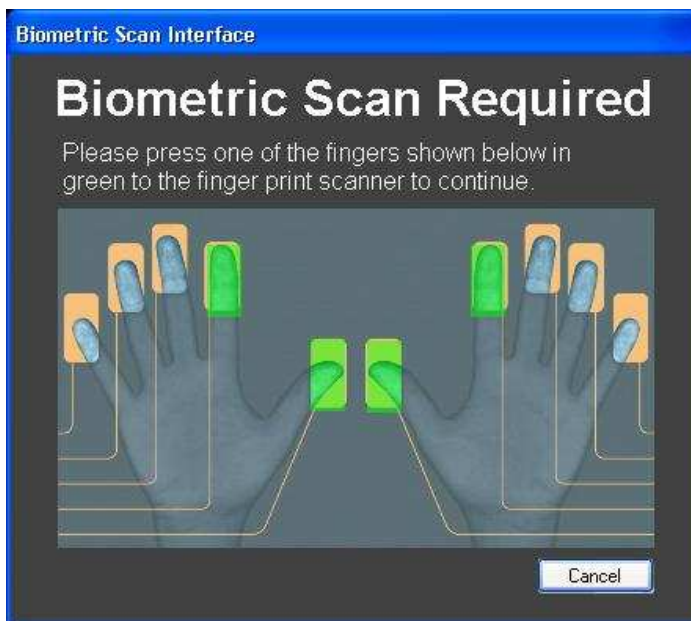 Biometric Scan Interface
Biometric Scan Required
Please press one of the fingers shown below in
green to the finger print scanner to continue.
Cancel